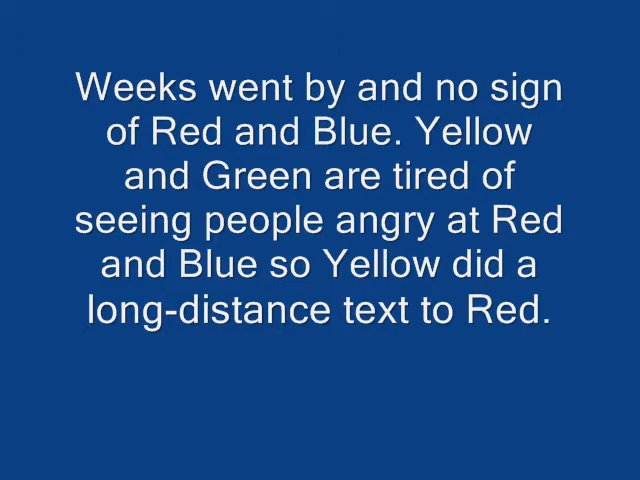 Weeks went by and no sign
of Red and Blue. Yellow
and Green are tired of
seeing people angry at Red
and Blue so Yellow did a
long-distance text to Red.